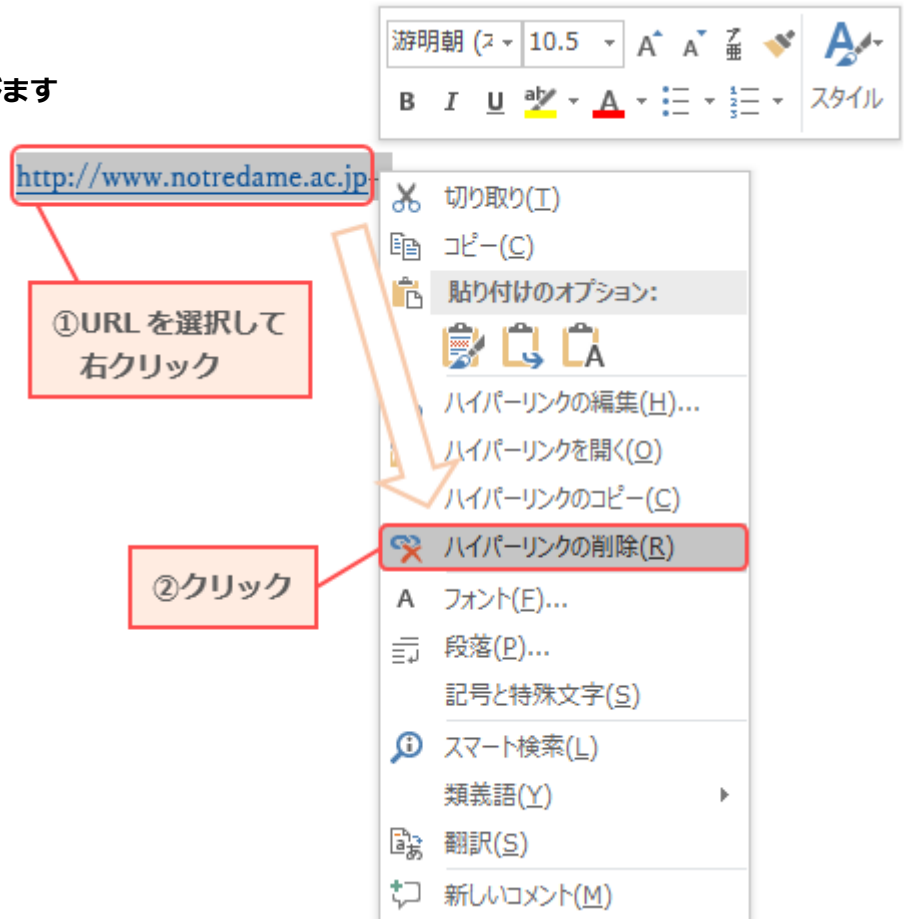 游明朝 (ス
10.5
A A ア亜
B I U ab A
スタイル
ます
http://www.notredame.ac.jp
①URL を選択して
右クリック
切り取り(T)
コピー(C)
貼り付けのオプション:
ハイパーリンクの編集(H)...
ハイパーリンクを開く(O)
ハイパーリンクのコピー(C)
ハイパーリンクの削除(R)
②クリック
フォント(F)...
段落(P)...
記号と特殊文字(S)
スマート検索(L)
類義語(Y)
翻訳(S)
新しいコメント(M)